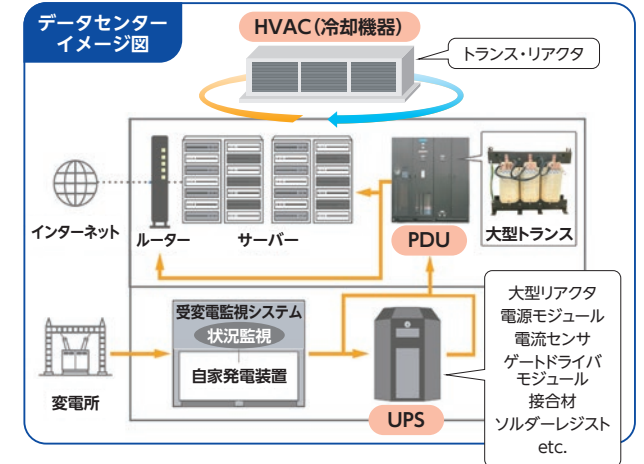 データセンター
イメージ図
HVAC（冷却機器）
トランス・リアクタ
インターネット
ルーター
サーバー
PDU
大型トランス
受変電監視システム
状況監視
自家発電装置
変電所
UPS
大型リアクタ
電源モジュール
電流センサ
ゲートドライバ
モジュール
接合材
ソルダーレジスト
etc.